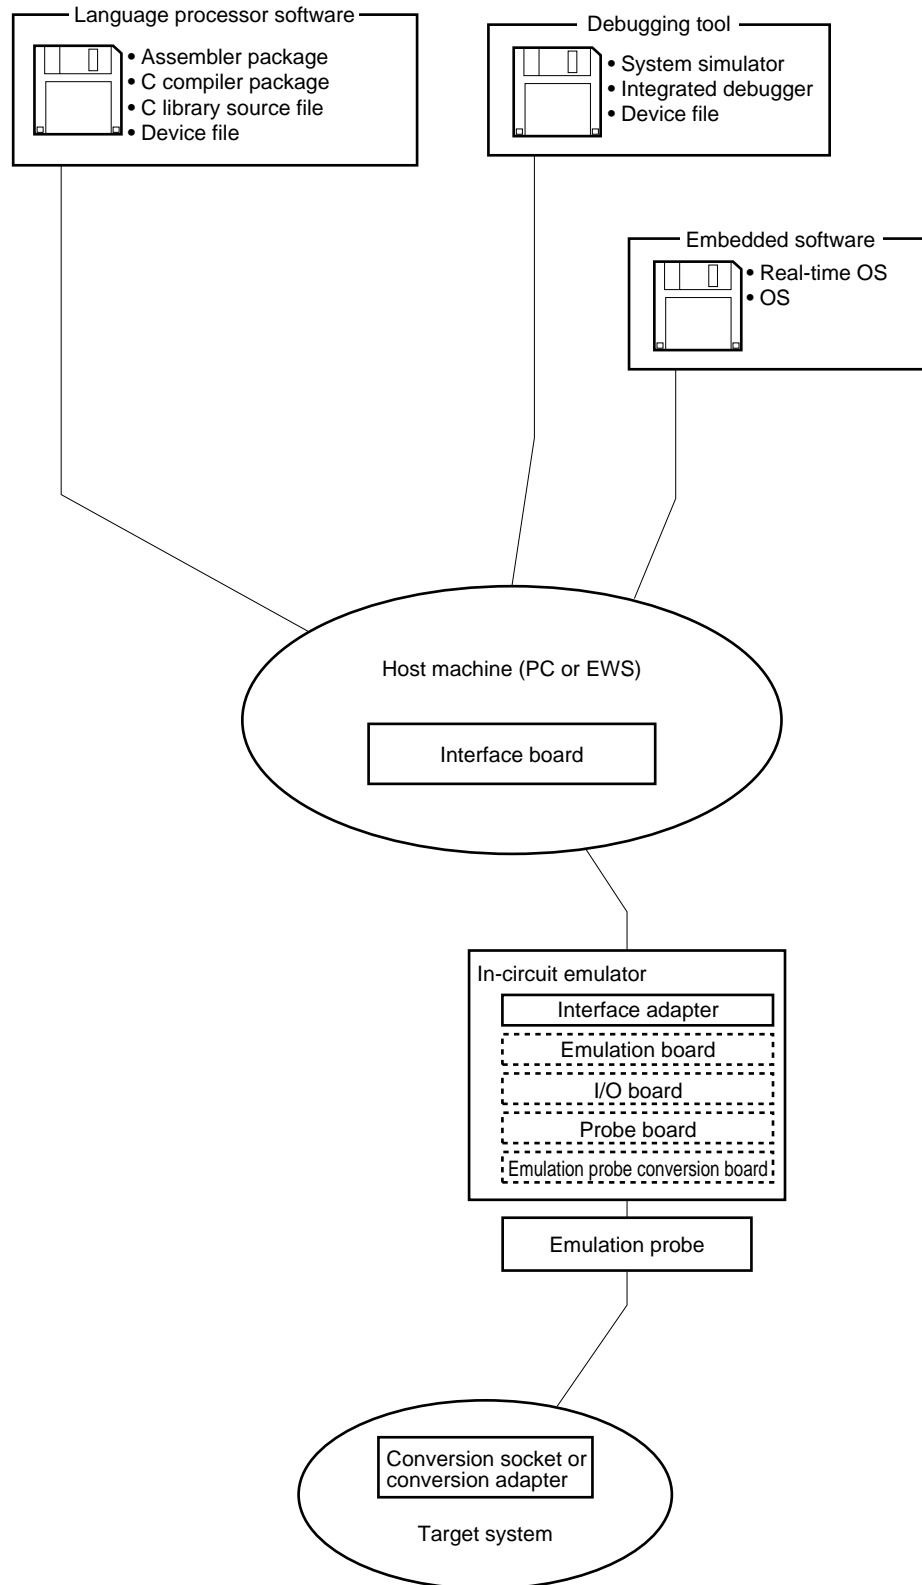 Language processor software
• Assembler package
• C compiler package
• C library source file
• Device file
Debugging tool
• System simulator
• Integrated debugger
• Device file
Embedded software
• Real-time OS
• OS
Host machine (PC or EWS)
Interface board
In-circuit emulator
Interface adapter
Emulation board
I/O board
Probe board
Emulation probe conversion board
Emulation probe
Conversion socket or
conversion adapter
Target system